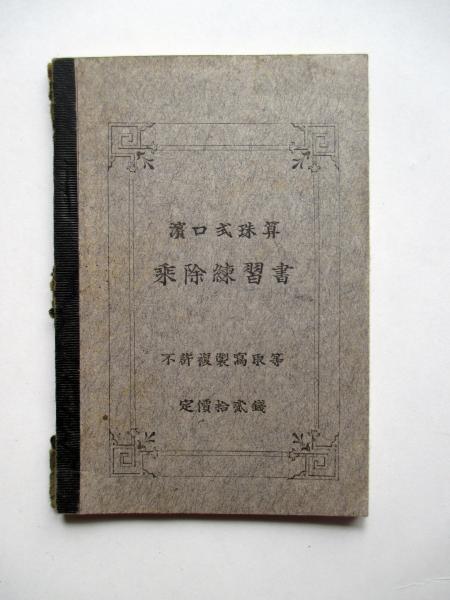 濱口式珠算
乘除練習書
不許複製寫取等
定價拾貳錢